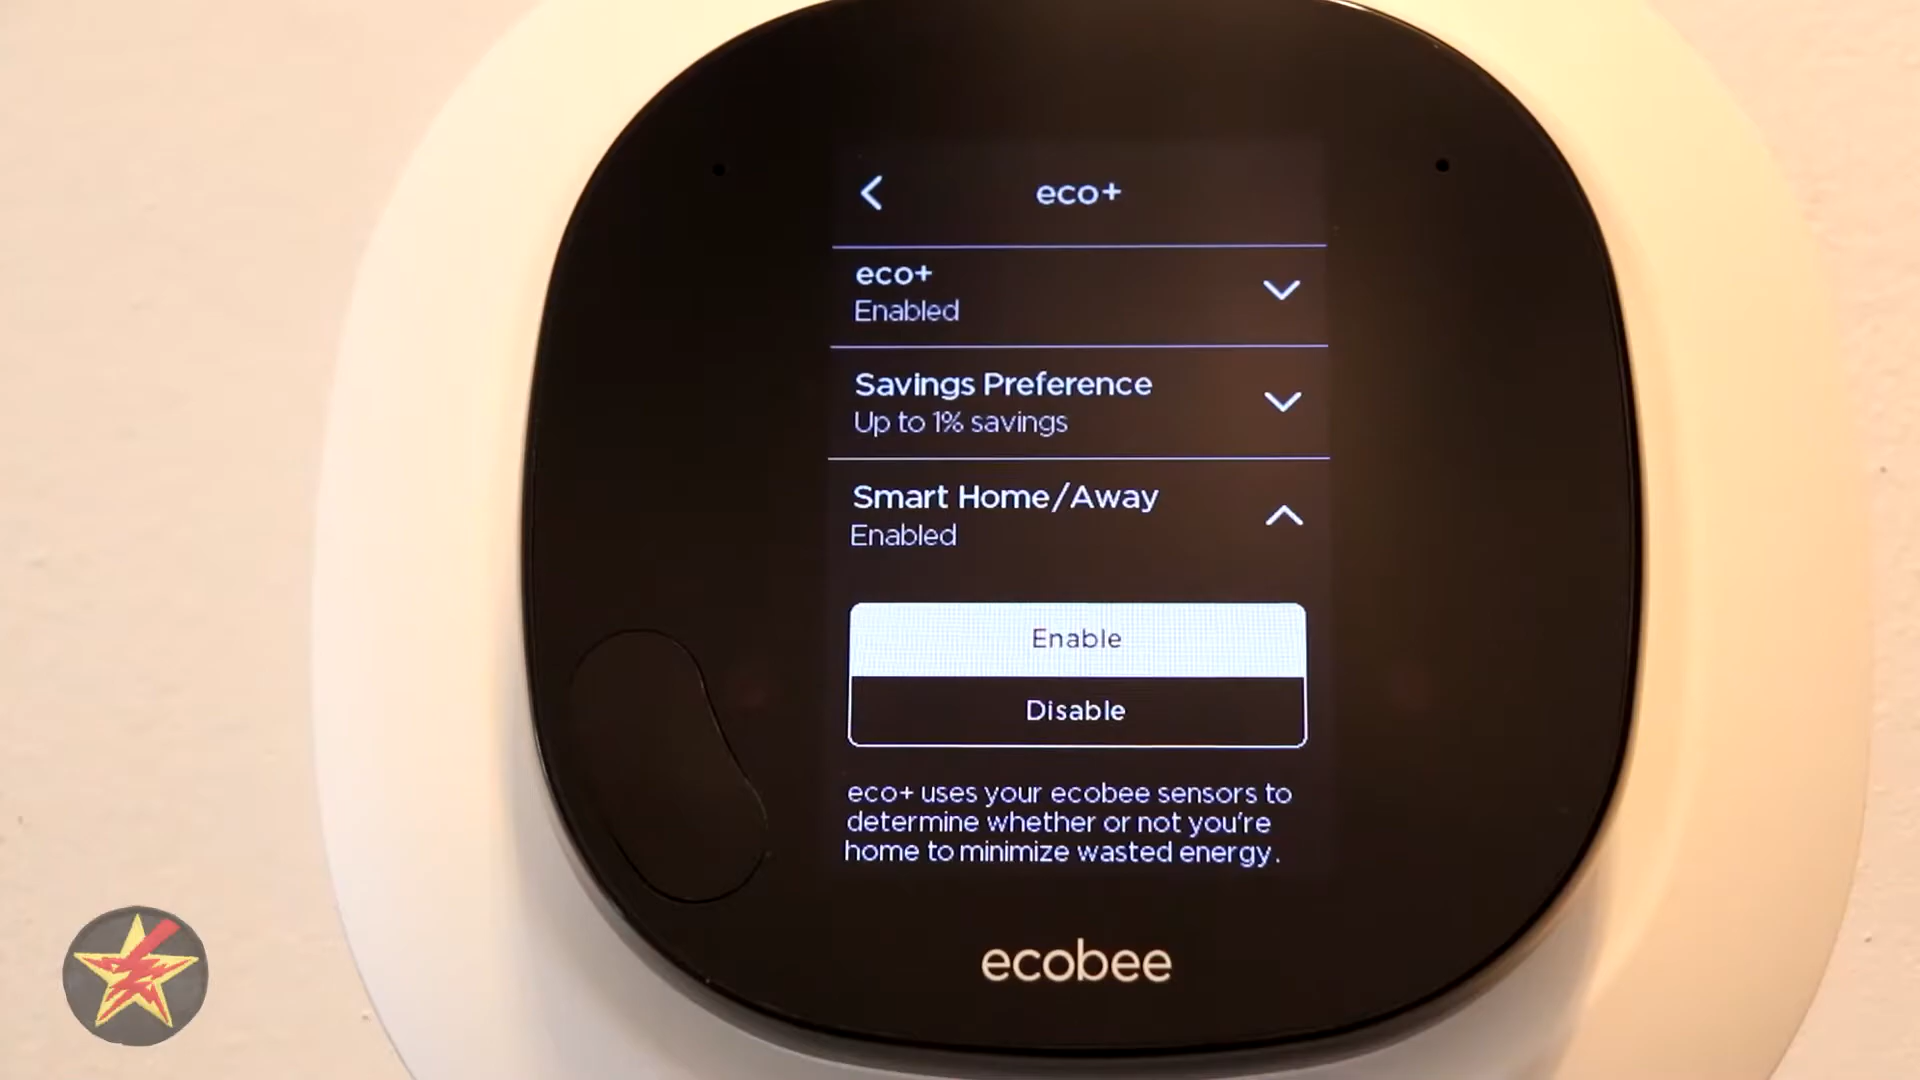 eco+
eco+
Enabled
Savings Preference
Up to 1% savings
Smart Home/Away
Enabled
Enable
Disable
eco+ uses your ecobee sensors to
determine whether or not you're
home to minimize wasted energy.
ecobee